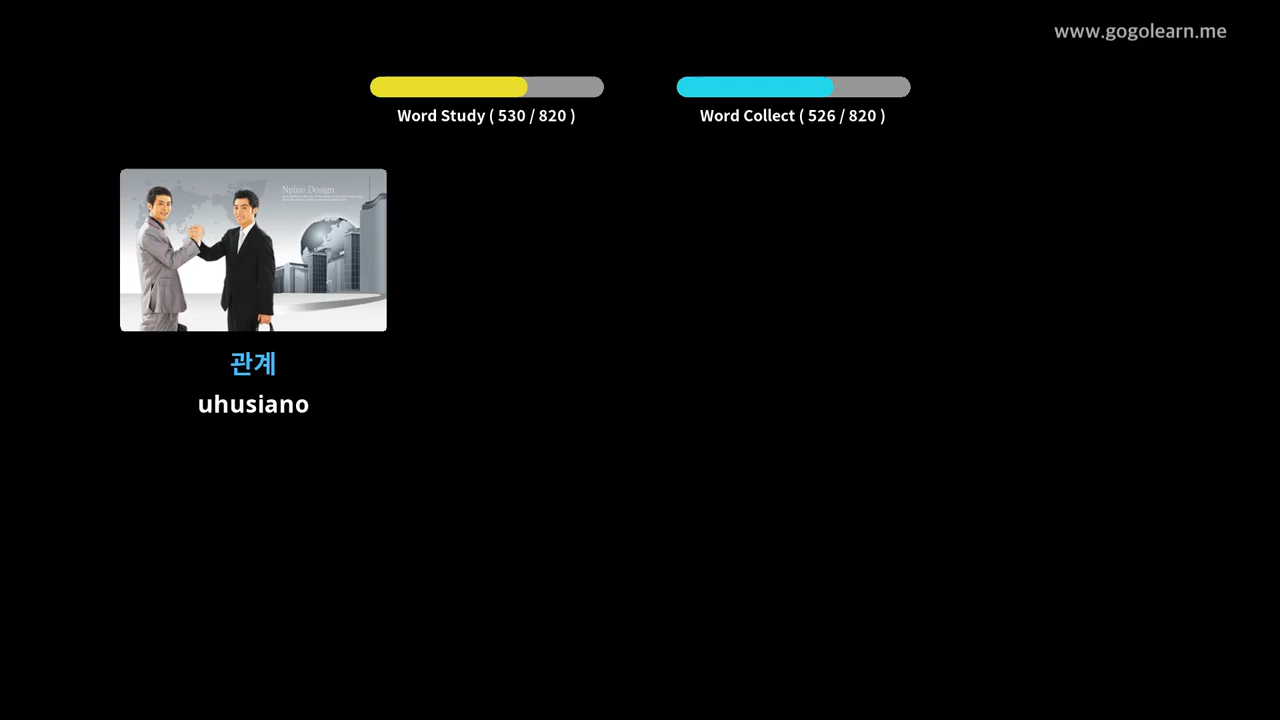 www.gogolearn.me
Word Study ( 530 / 820 )
Word Collect ( 526 / 820 )
Npine Design
관계
uhusiano